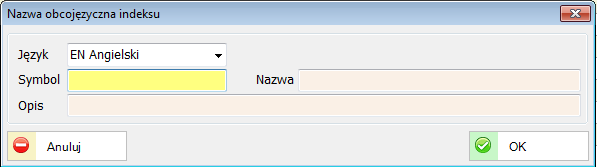 Nazwa obcojęzyczna indeksu
Język EN Angielski
Symbol Nazwa
Opis
Anuluj OK